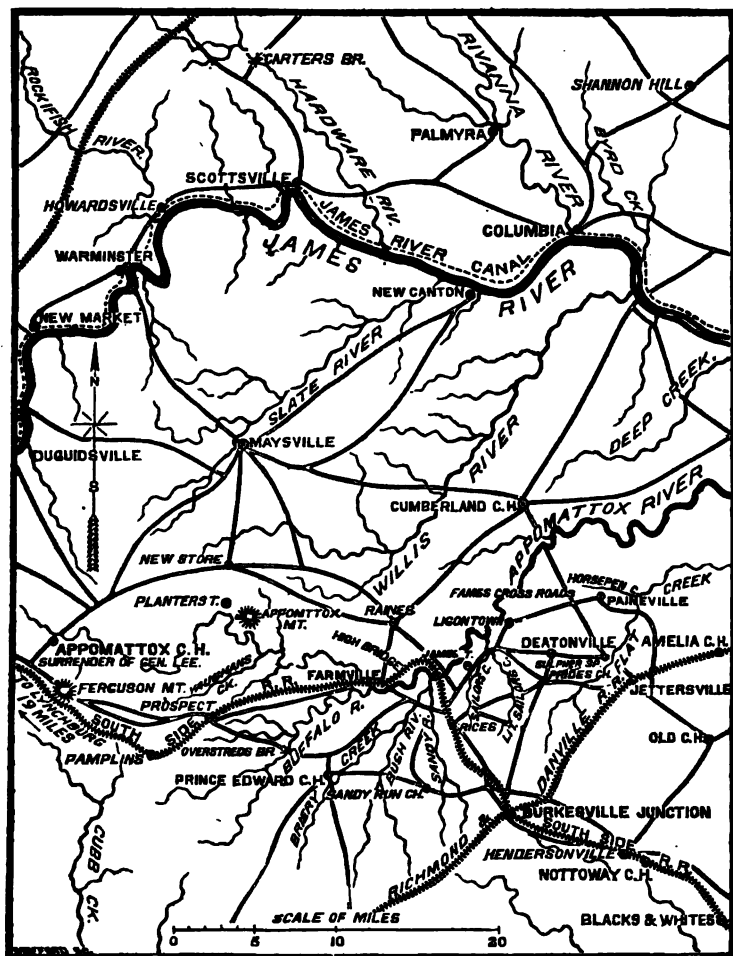 CARTERS BR.
RIVANNA
RIVER
SHANNON HILL
ROCKIFISH
RIVER.
HARDWARE
RIV.
PALMYRA
BYRD CK
SCOTTSVILLE
HOWARDSVILLE
JAMES
RIVER
CANAL
COLUMBIA
JAMES
RIVER
WARMINSTER
NEW CANTON
NEW MARKET
N
SLATE RIVER
RIVER
DEEP CREEK.
MAYSVILLE
DUGUIDSVILLE
S
CUMBERLAND C.H.
APPOMATTOX RIVER
WILLIS
NEW STORE
HORSEPEN C.
CREEK
FAMES CROSS ROADS
PAINEVILLE
PLANTERS T.
APPOMTTOX
MT.
RAINES
LIGONTOWN
HIGH BRIDGE
DEATONVILLE
AMELIA C.H.
FLAT
APPOMATTOX C.H.
SURRENDER OF GEN. LEE.
SULPHUR SP.
FERGUSON MT.
CK.
FARMVILLE
R.R.
JETTERSVILLE
TO LYNCHBURG
19 MILES
SOUTH
SIDE
R.R.
PROSPECT
BUFFALO R.
RICES
OLD C.H.
PAMPLINS
OVERSTREDS BR.
BUSH RIV.
SANDY R.
DANVILLE
PRINCE EDWARD C.H.
CREEK
BRIERY
SANDY RUN CH.
BURKESVILLE JUNCTION
CUBB CK.
SOUTH SIDE
R.R.
RICHMOND &
HENDERSONVILLE
NOTTOWAY C.H.
SCALE OF MILES
BLACKS & WHITES
0 5 10 20